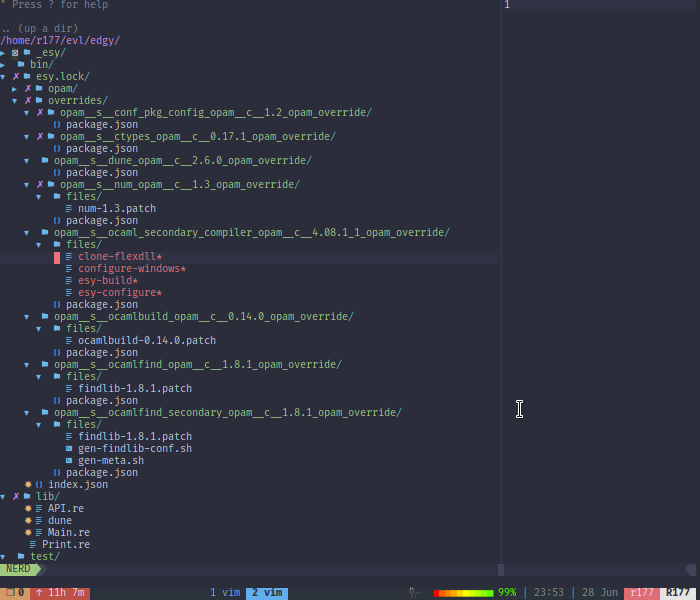 " Press ? for help
.. (up a dir)
/home/r177/evl/edgy/
_esy/
bin/
esy.lock/
opam/
overrides/
opam__s__conf_pkg_config_opam__c__1.2_opam_override/
package.json
opam__s__ctypes_opam__c__0.17.1_opam_override/
package.json
opam__s__dune_opam__c__2.6.0_opam_override/
package.json
opam__s__num_opam__c__1.3_opam_override/
files/
num-1.3.patch
package.json
opam__s__ocaml_secondary_compiler_opam__c__4.08.1_1_opam_override/
files/
clone-flexdll*
configure-windows*
esy-build*
esy-configure*
package.json
opam__s__ocamlbuild_opam__c__0.14.0_opam_override/
files/
ocamlbuild-0.14.0.patch
package.json
opam__s__ocamlfind_opam__c__1.8.1_opam_override/
files/
findlib-1.8.1.patch
package.json
opam__s__ocamlfind_secondary_opam__c__1.8.1_opam_override/
files/
findlib-1.8.1.patch
gen-findlib-conf.sh
gen-meta.sh
package.json
index.json
lib/
API.re
dune
Main.re
Print.re
test/
1
NERD
0 ↑ 11h 7m 1 vim 2 vim 99% | 23:53 | 28 Jun r177 R177